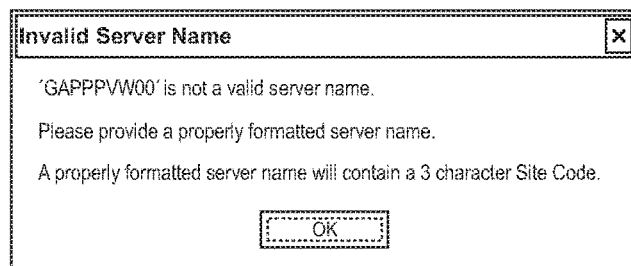 Invalid Server Name
'GAPPPVW00' is not a valid server name.
Please provide a properly formatted server name.
A properly formatted server name will contain a 3 character Site Code.
OK